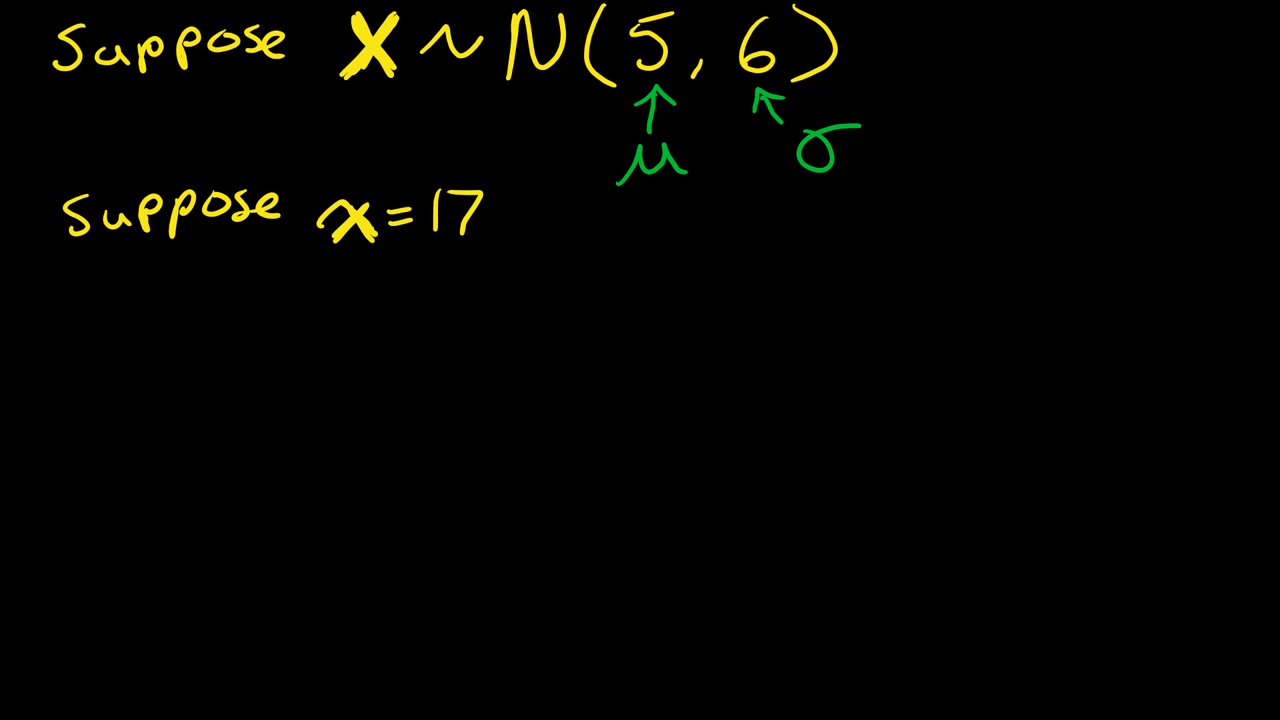 Suppose X ~ N(5, 6)
μ σ
Suppose x = 17